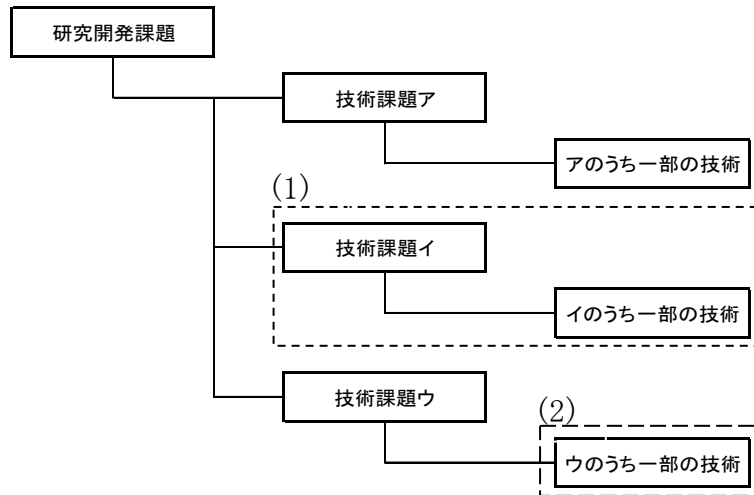 研究開発課題
技術課題ア
アのうち一部の技術
(1)
技術課題イ
イのうち一部の技術
技術課題ウ
(2)
ウのうち一部の技術